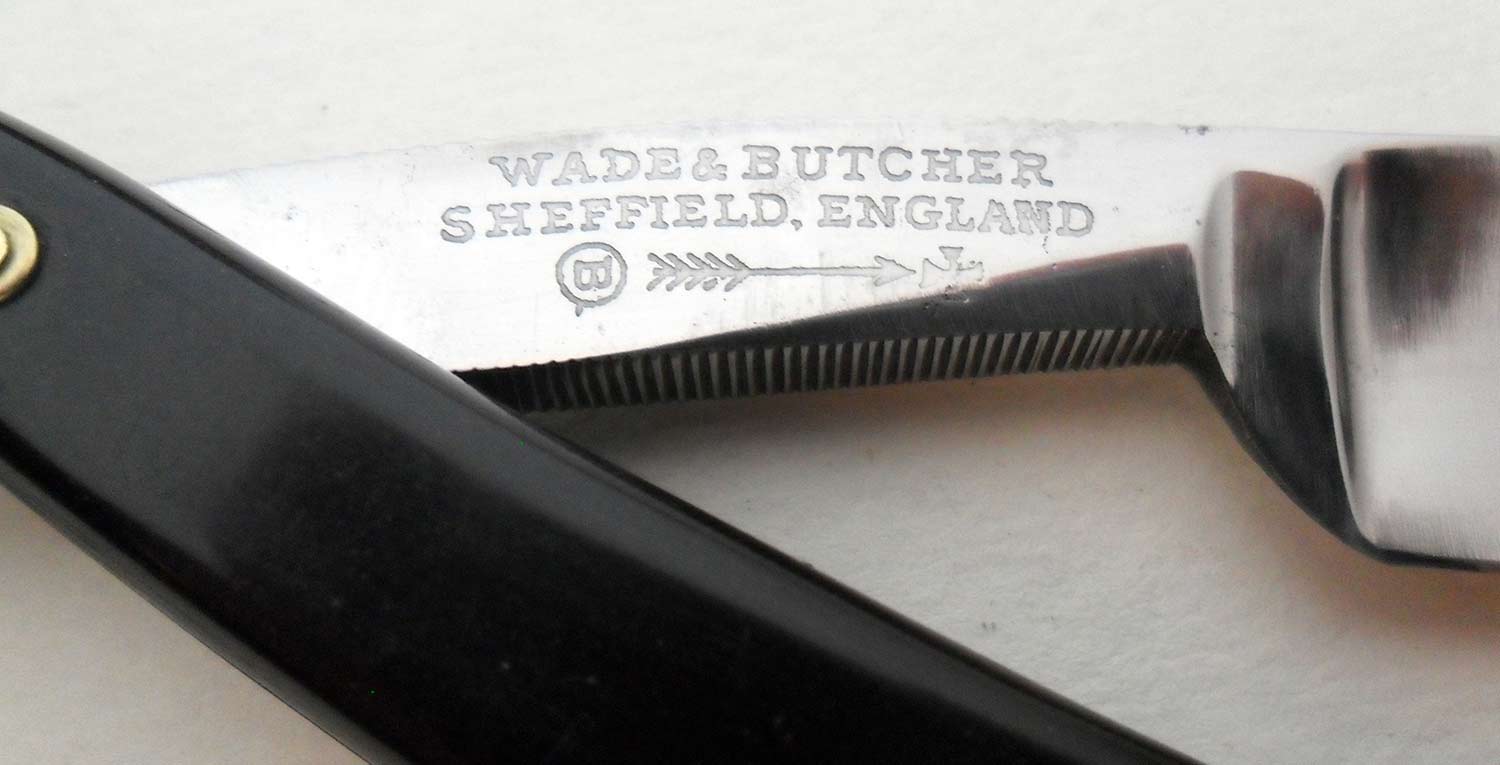 WADE & BUTCHER
SHEFFIELD, ENGLAND
B